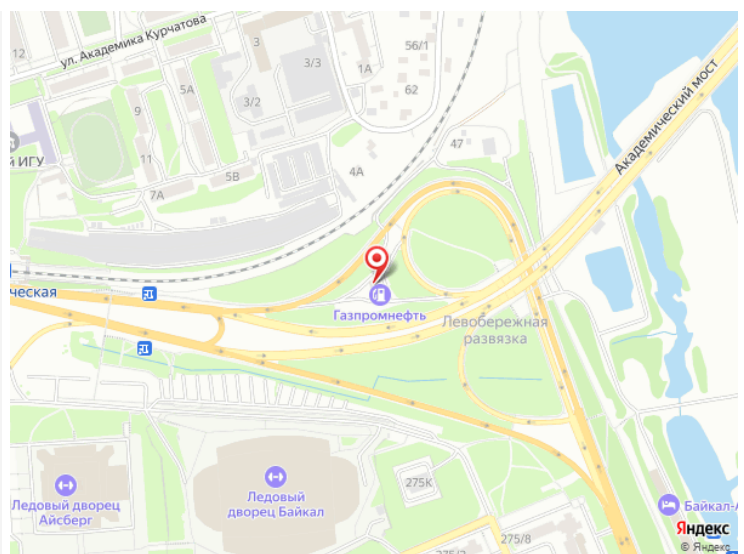 12
ул. Академика Курчатова
3
3/3
3/2
1А
56/1
62
5А
9
11
7А
5В
4А
47
й ИГУ
Академический мост
ческая
Газпромнефть
Левобережная
развязка
Ледовый дворец
Айсберг
Ледовый
дворец Байкал
275К
275/8
275/2
Байкал-А
Яндекс
© Яндекс